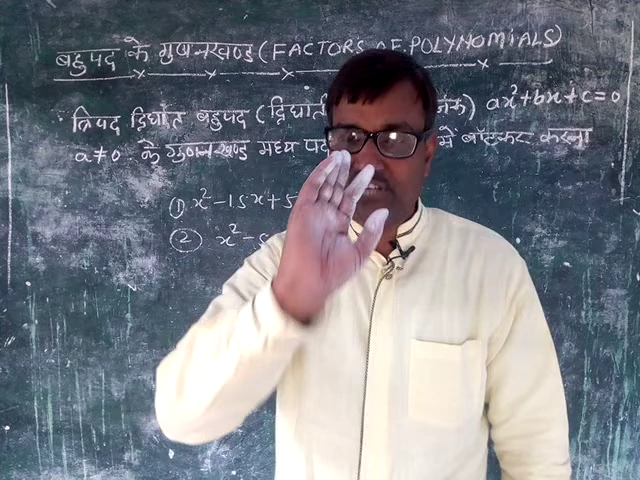 बहुपद के गुणनखण्ड (FACTORS OF POLYNOMIALS)
त्रिपद द्विघात बहुपद ( ax²+bx+c=0
a≠0 के गुणनखण्ड मध्य पद में बाँटकर करना
① x²-15x+5
② x²-5